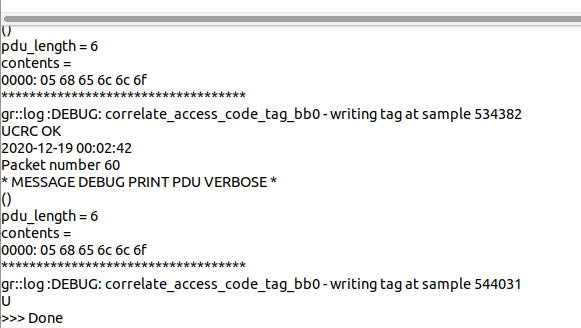 ()
pdu_length = 6
contents =
0000: 05 68 65 6c 6c 6f
***********************************
gr::log :DEBUG: correlate_access_code_tag_bb0 - writing tag at sample 534382
UCRC OK
2020-12-19 00:02:42
Packet number 60
* MESSAGE DEBUG PRINT PDU VERBOSE *
()
pdu_length = 6
contents =
0000: 05 68 65 6c 6c 6f
***********************************
gr::log :DEBUG: correlate_access_code_tag_bb0 - writing tag at sample 544031
U
>>> Done